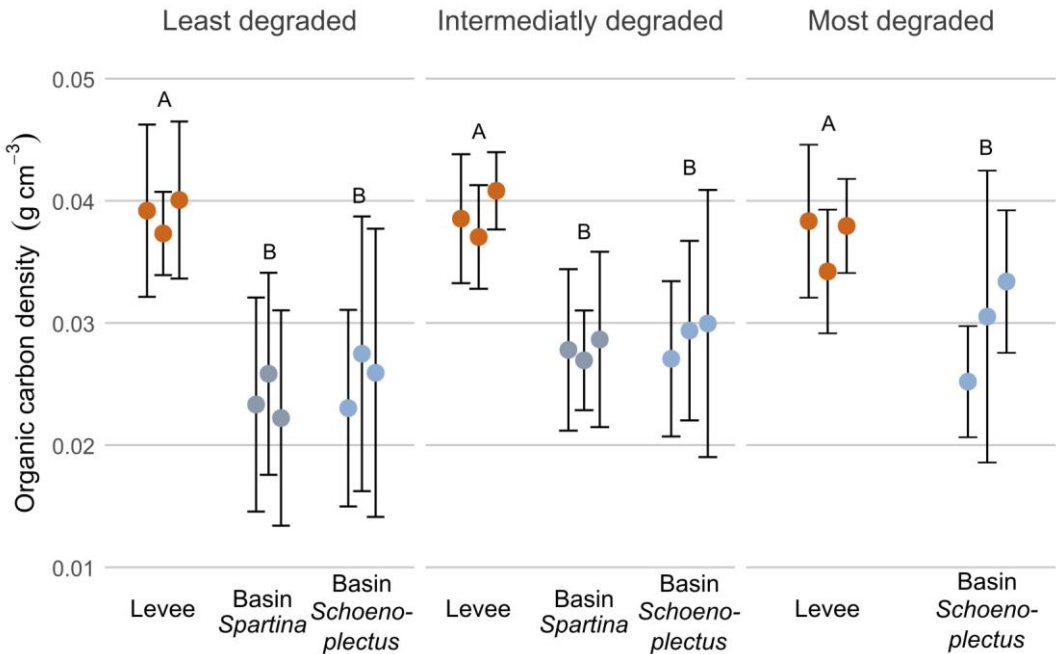 Least degraded
Intermediatly degraded
Most degraded
Organic carbon density (g cm⁻³)
0.05
0.04
0.03
0.02
0.01
A
B
B
A
B
B
A
B
Levee
Basin
Spartina
Basin
Schoeno-
plectus
Levee
Basin
Spartina
Basin
Schoeno-
plectus
Levee
Basin
Schoeno-
plectus